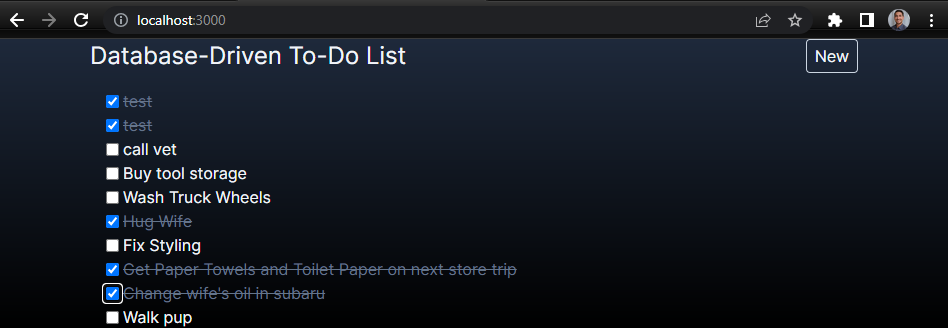 localhost:3000
Database-Driven To-Do List
New
test
test
call vet
Buy tool storage
Wash Truck Wheels
Hug Wife
Fix Styling
Get Paper Towels and Toilet Paper on next store trip
Change wife's oil in subaru
Walk pup